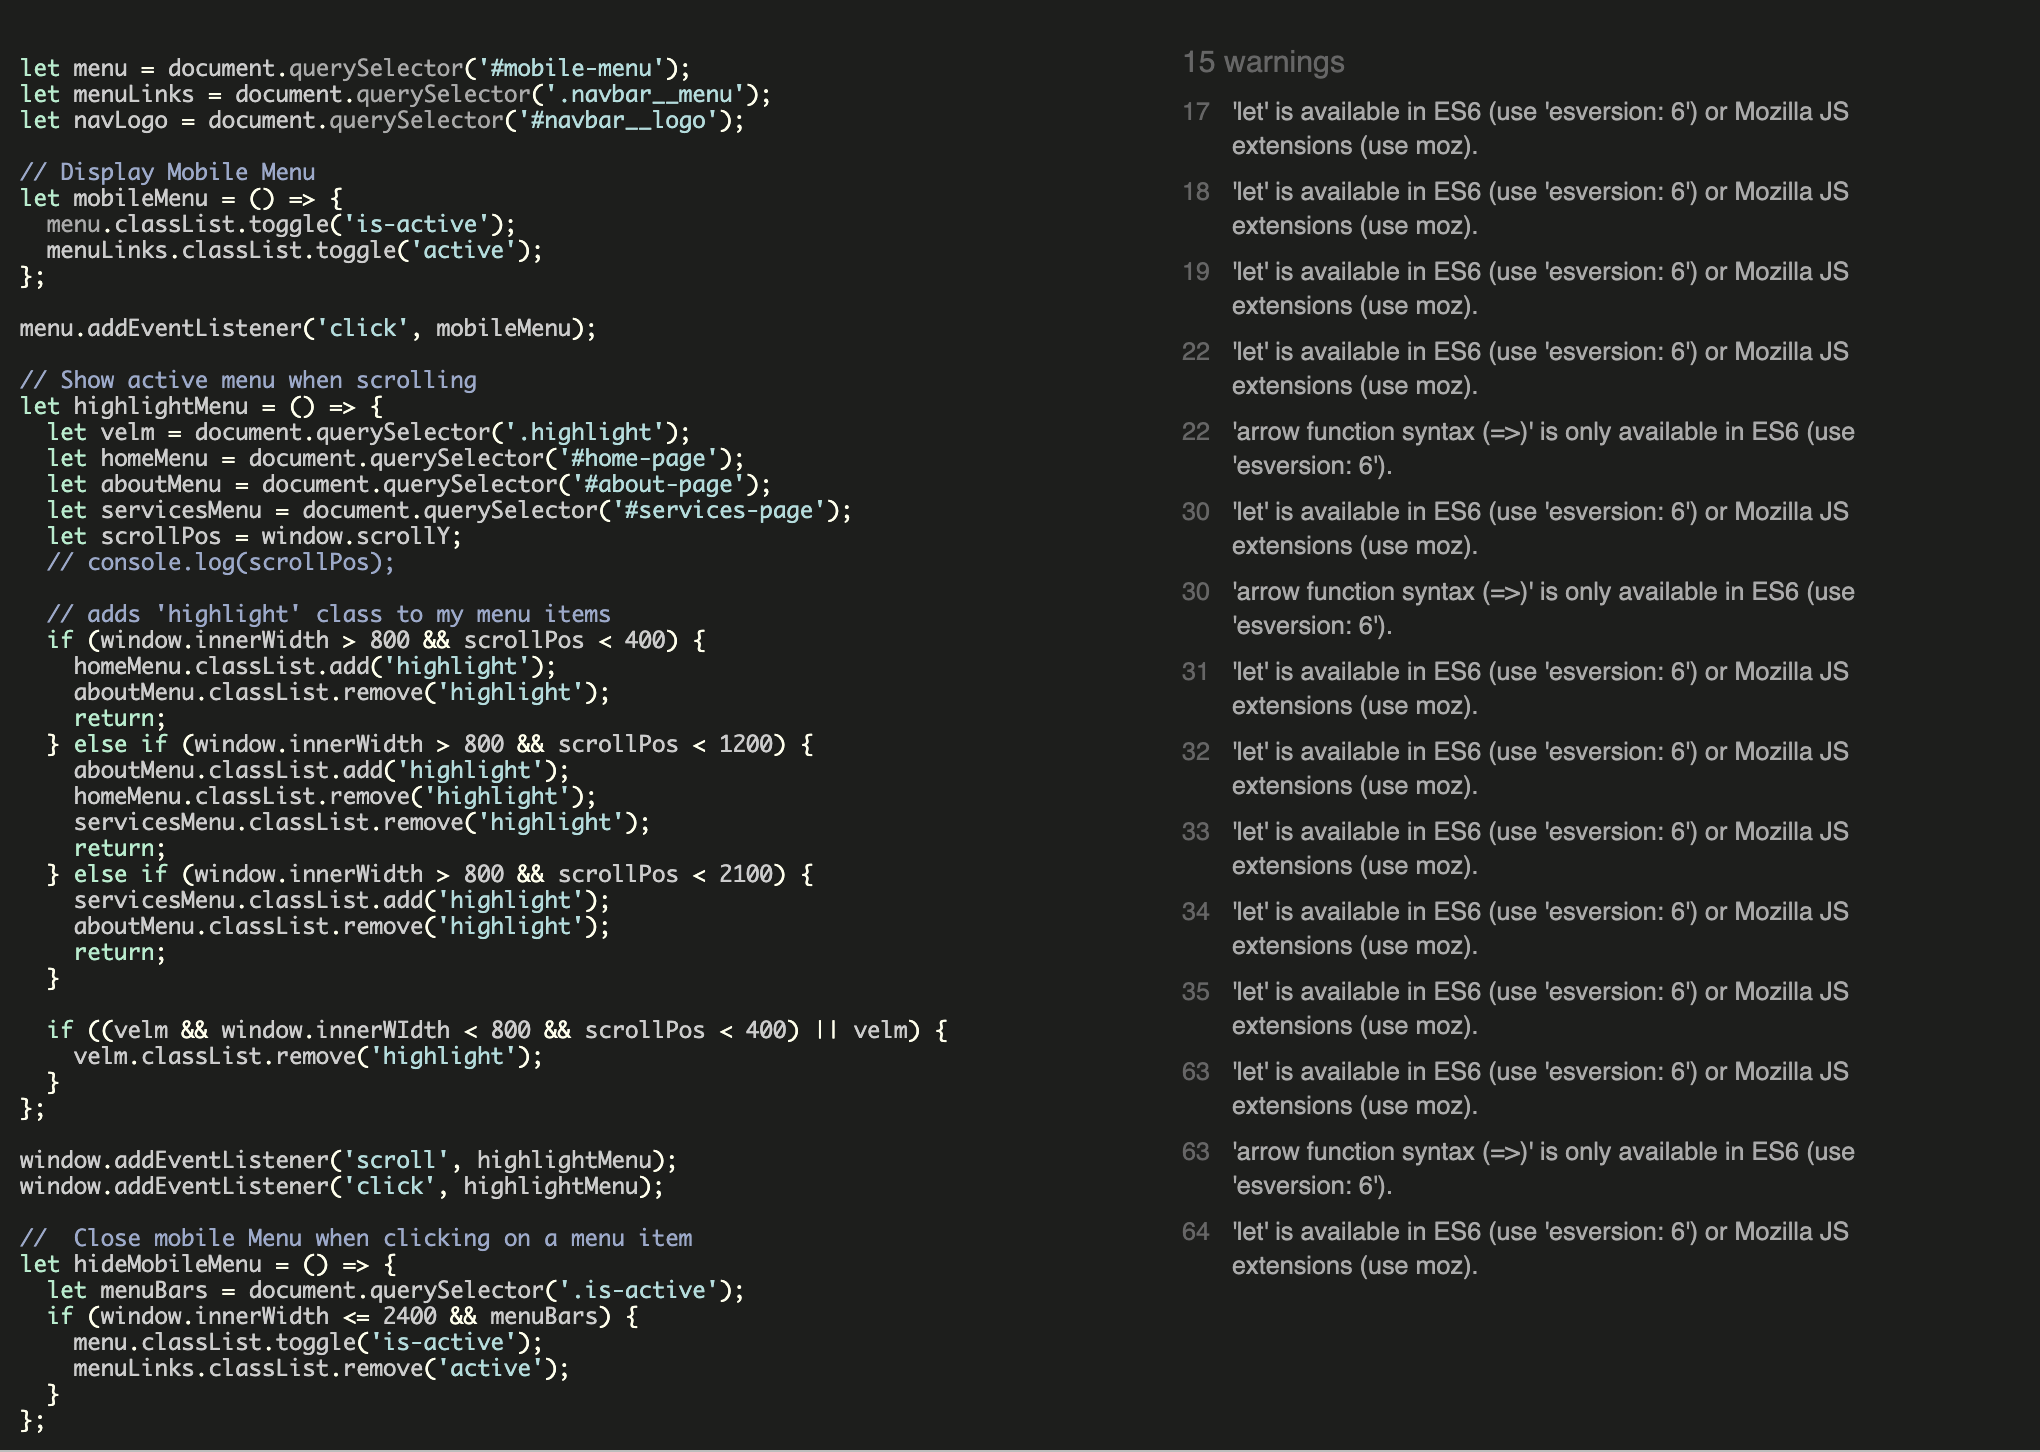 let menu = document.querySelector('#mobile-menu');
let menuLinks = document.querySelector('.navbar__menu');
let navLogo = document.querySelector('#navbar__logo');

// Display Mobile Menu
let mobileMenu = () => {
  menu.classList.toggle('is-active');
  menuLinks.classList.toggle('active');
};

menu.addEventListener('click', mobileMenu);

// Show active menu when scrolling
let highlightMenu = () => {
  let velm = document.querySelector('.highlight');
  let homeMenu = document.querySelector('#home-page');
  let aboutMenu = document.querySelector('#about-page');
  let servicesMenu = document.querySelector('#services-page');
  let scrollPos = window.scrollY;
  // console.log(scrollPos);

  // adds 'highlight' class to my menu items
  if (window.innerWidth > 800 && scrollPos < 400) {
    homeMenu.classList.add('highlight');
    aboutMenu.classList.remove('highlight');
    return;
  } else if (window.innerWidth > 800 && scrollPos < 1200) {
    aboutMenu.classList.add('highlight');
    homeMenu.classList.remove('highlight');
    servicesMenu.classList.remove('highlight');
    return;
  } else if (window.innerWidth > 800 && scrollPos < 2100) {
    servicesMenu.classList.add('highlight');
    aboutMenu.classList.remove('highlight');
    return;
  }

  if ((velm && window.innerWIdth < 800 && scrollPos < 400) || velm) {
    velm.classList.remove('highlight');
  }
};

window.addEventListener('scroll', highlightMenu);
window.addEventListener('click', highlightMenu);

//  Close mobile Menu when clicking on a menu item
let hideMobileMenu = () => {
  let menuBars = document.querySelector('.is-active');
  if (window.innerWidth <= 2400 && menuBars) {
    menu.classList.toggle('is-active');
    menuLinks.classList.remove('active');
  }
};

15 warnings
17 'let' is available in ES6 (use 'esversion: 6') or Mozilla JS
extensions (use moz).
18 'let' is available in ES6 (use 'esversion: 6') or Mozilla JS
extensions (use moz).
19 'let' is available in ES6 (use 'esversion: 6') or Mozilla JS
extensions (use moz).
22 'let' is available in ES6 (use 'esversion: 6') or Mozilla JS
extensions (use moz).
22 'arrow function syntax (=>)' is only available in ES6 (use
'esversion: 6').
30 'let' is available in ES6 (use 'esversion: 6') or Mozilla JS
extensions (use moz).
30 'arrow function syntax (=>)' is only available in ES6 (use
'esversion: 6').
31 'let' is available in ES6 (use 'esversion: 6') or Mozilla JS
extensions (use moz).
32 'let' is available in ES6 (use 'esversion: 6') or Mozilla JS
extensions (use moz).
33 'let' is available in ES6 (use 'esversion: 6') or Mozilla JS
extensions (use moz).
34 'let' is available in ES6 (use 'esversion: 6') or Mozilla JS
extensions (use moz).
35 'let' is available in ES6 (use 'esversion: 6') or Mozilla JS
extensions (use moz).
63 'let' is available in ES6 (use 'esversion: 6') or Mozilla JS
extensions (use moz).
63 'arrow function syntax (=>)' is only available in ES6 (use
'esversion: 6').
64 'let' is available in ES6 (use 'esversion: 6') or Mozilla JS
extensions (use moz).